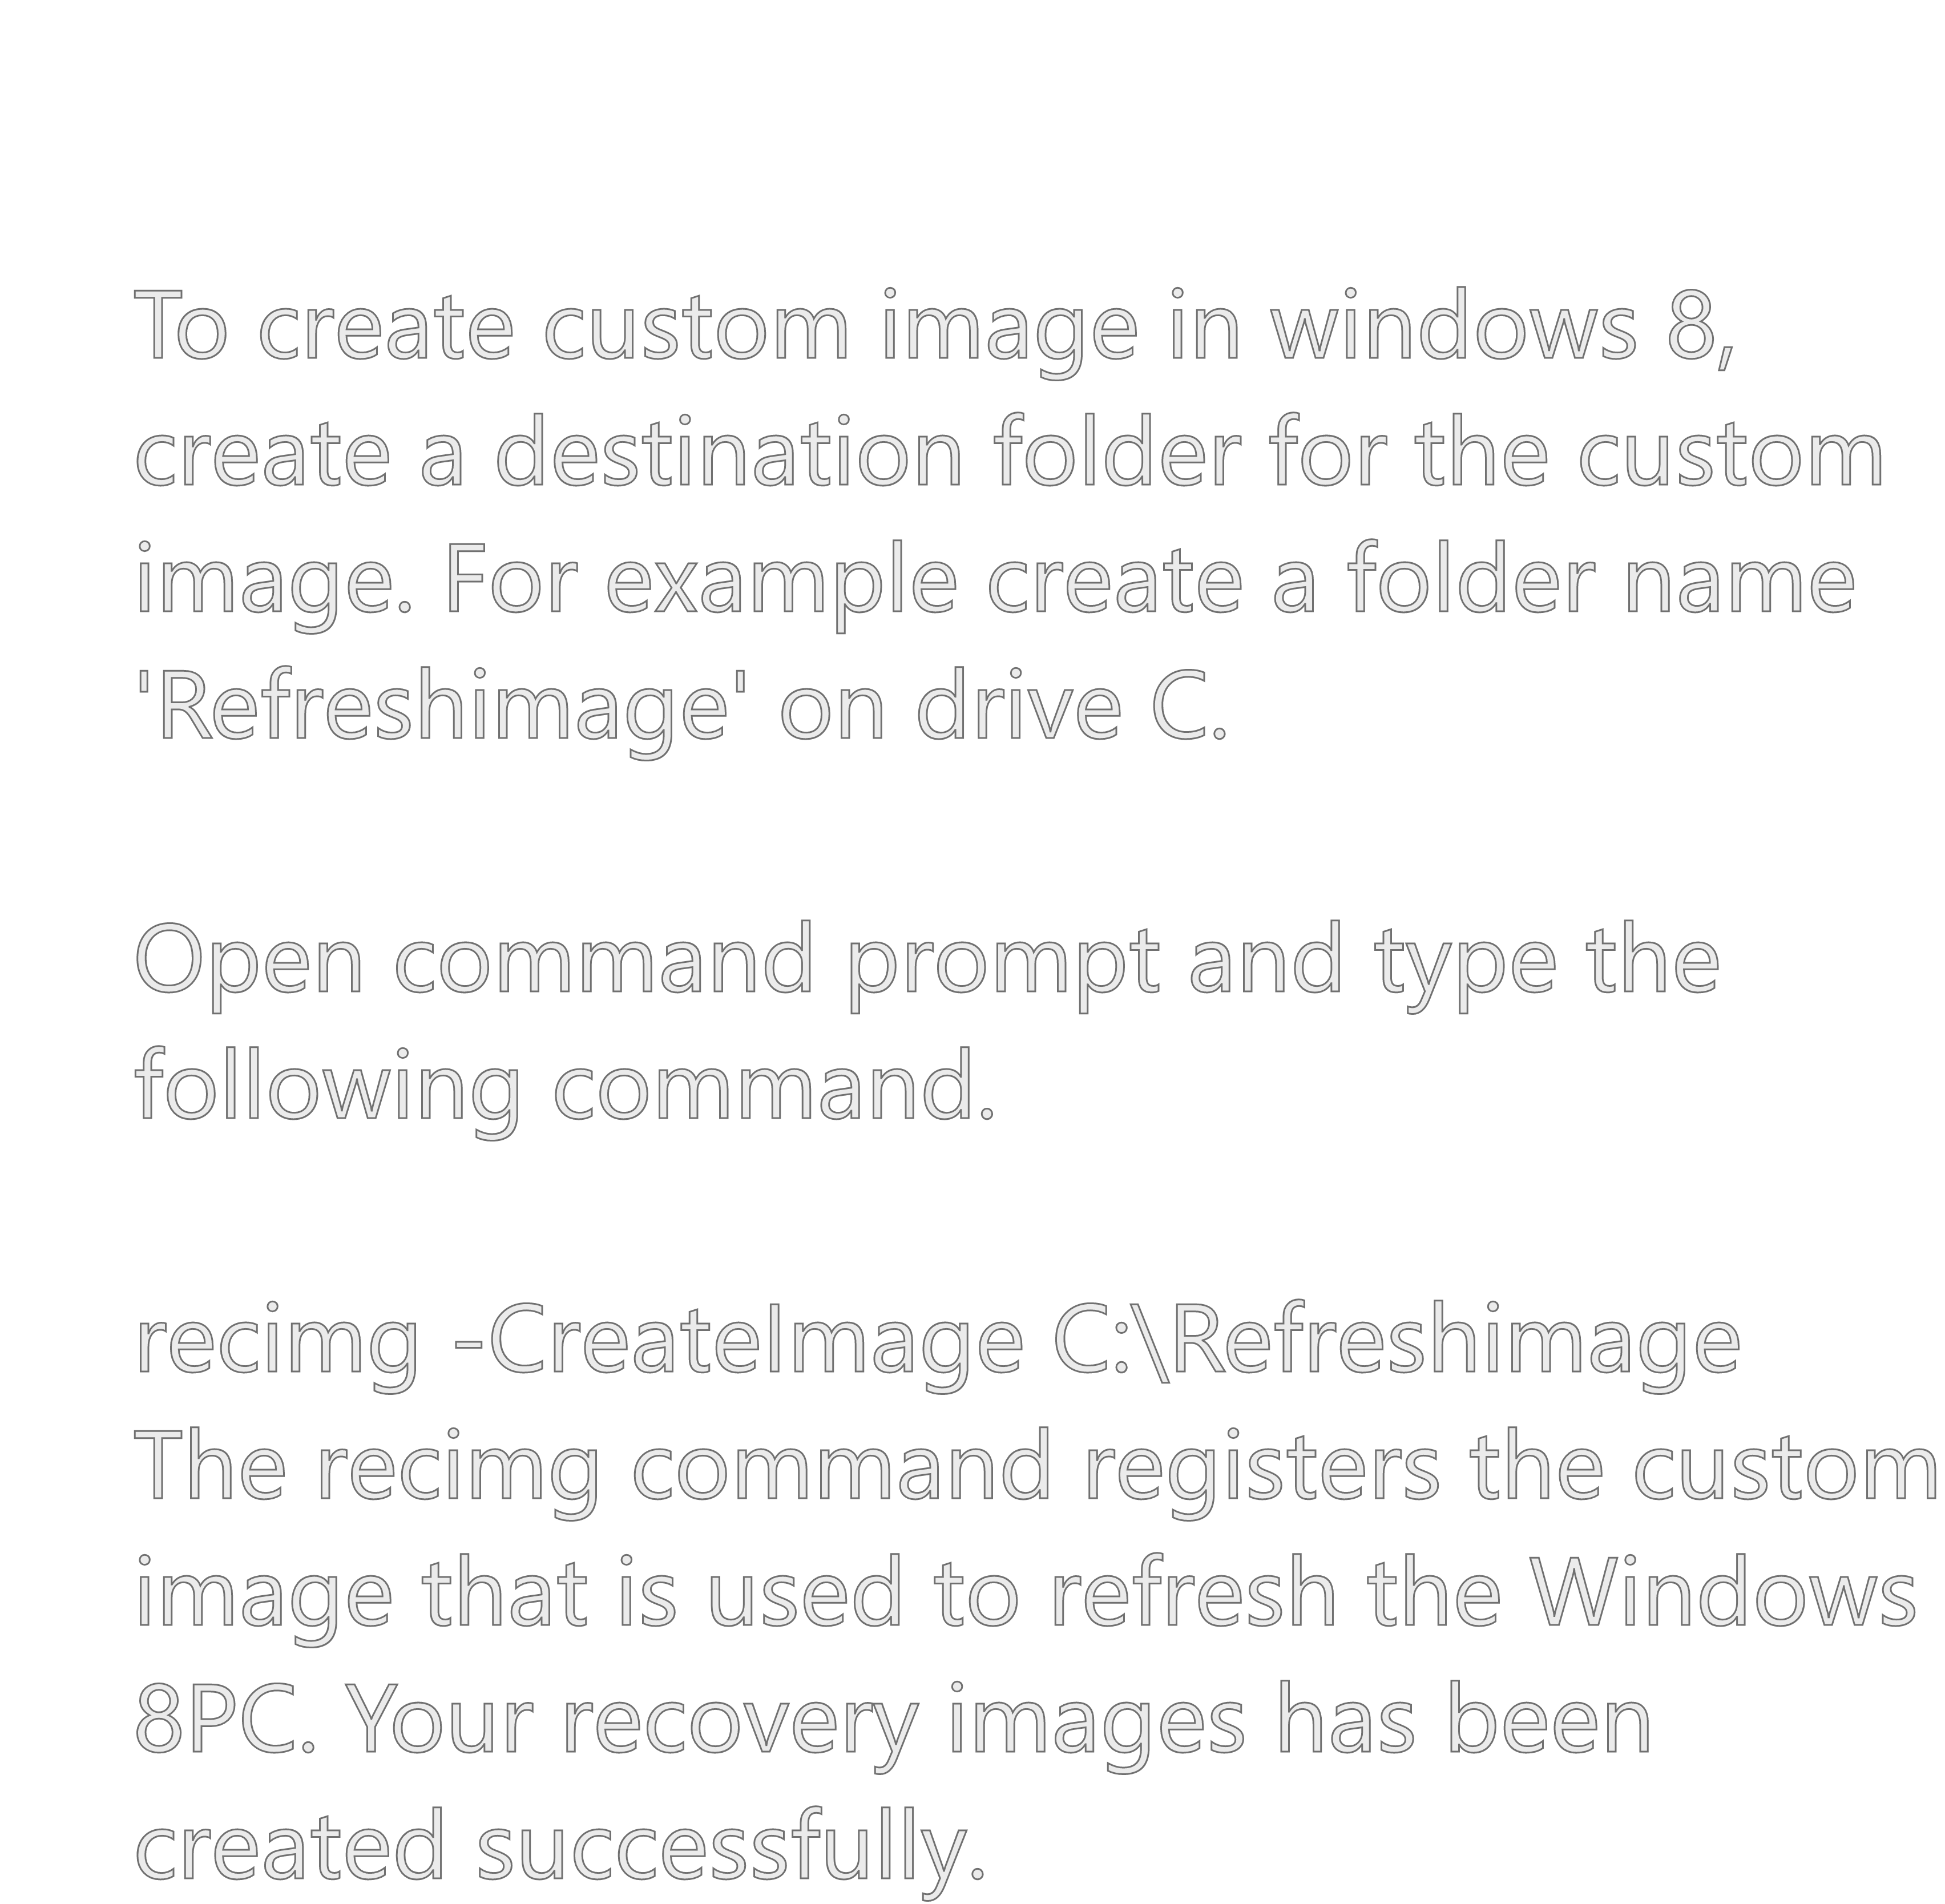 To create custom image in windows 8,
create a destination folder for the custom
image. For example create a folder name
'Refreshimage' on drive C.
Open command prompt and type the
following command.
recimg -CreateImage C:\Refreshimage
The recimg command registers the custom
image that is used to refresh the Windows
8PC. Your recovery images has been
created successfully.